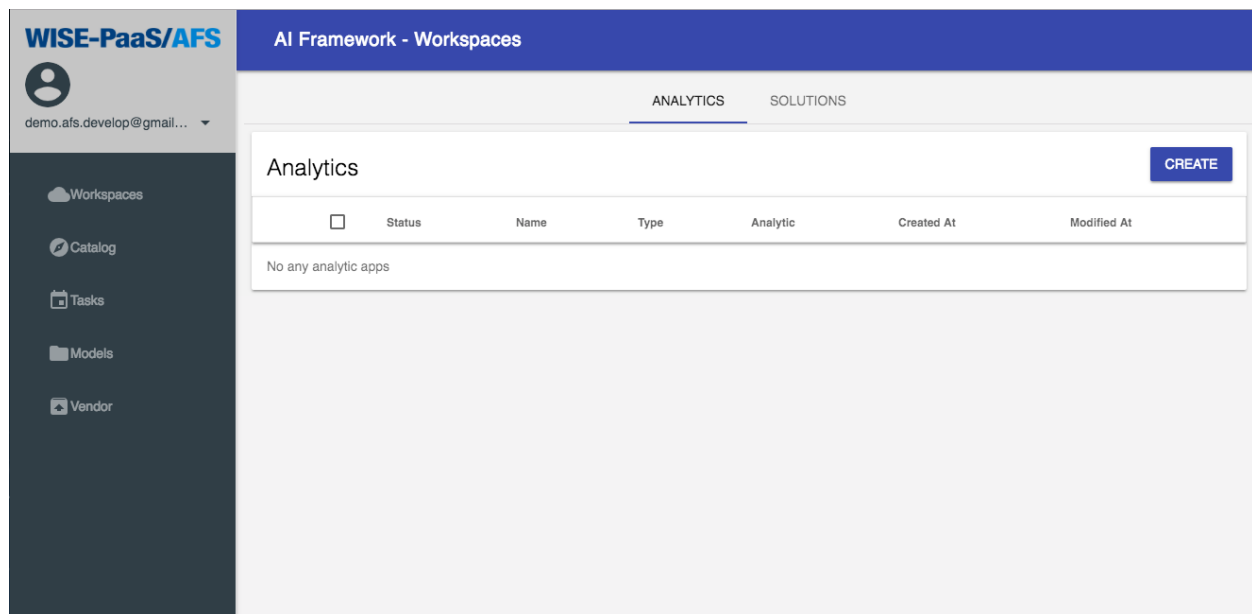 WISE-PaaS/AFS
demo.afs.develop@gmail...
Workspaces
Catalog
Tasks
Models
Vendor
AI Framework - Workspaces
ANALYTICS SOLUTIONS
Analytics
CREATE
Status Name Type Analytic Created At Modified At
No any analytic apps